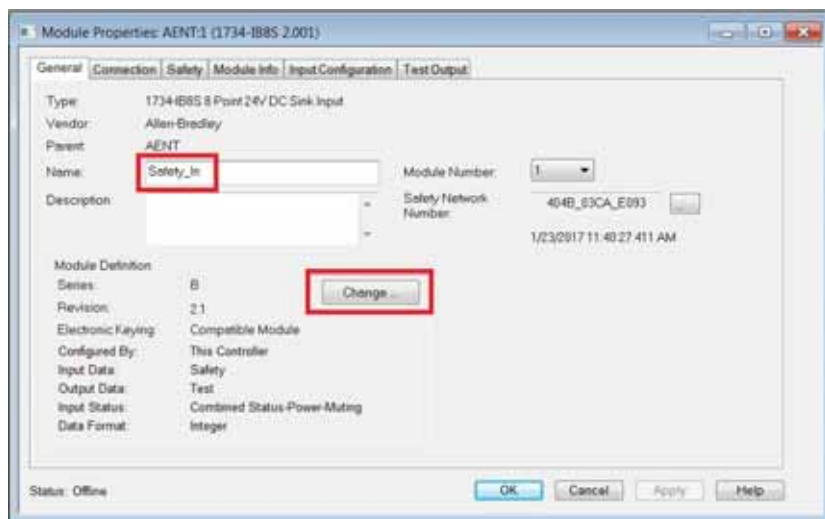 Module Properties: AENT:1 (1734-IB8S 2.001)
General Connection Safety Module Info Input Configuration Test Output
Type: 1734-IB8S 8 Point 24V DC Sink Input
Vendor: Allen-Bradley
Parent: AENT
Name: Safety_In Module Number: 1
Description: Safety Network Number: 404B_03CA_E093 ...
1/23/2017 11:40:27.411 AM
Module Definition
Series: B Change ...
Revision: 2.1
Electronic Keying: Compatible Module
Configured By: This Controller
Input Data: Safety
Output Data: Test
Input Status: Combined Status-Power-Muting
Data Format: Integer
Status: Offline OK Cancel Apply Help